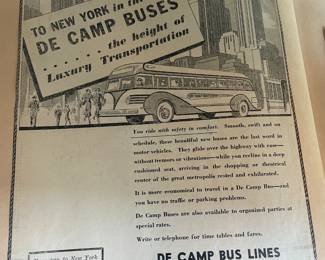 TO NEW YORK in the
DE CAMP BUSES
. . . . . . the height of
Luxury Transportation
You ride with safety in comfort. Smooth, swift and on
schedule, these beautiful new buses are the last word in
motor vehicles. They glide over the highway with ease—
without tremors or vibrations—while you recline in a deep
cushioned seat, arriving in the shopping or theatrical
center of the great metropolis rested and exhilarated.
It is more economical to travel in a De Camp Bus—and
you have no traffic or parking problems.
De Camp Buses are also available to organized parties at
special rates.
Write or telephone for time tables and fares.
to New York
DE CAMP BUS LINES